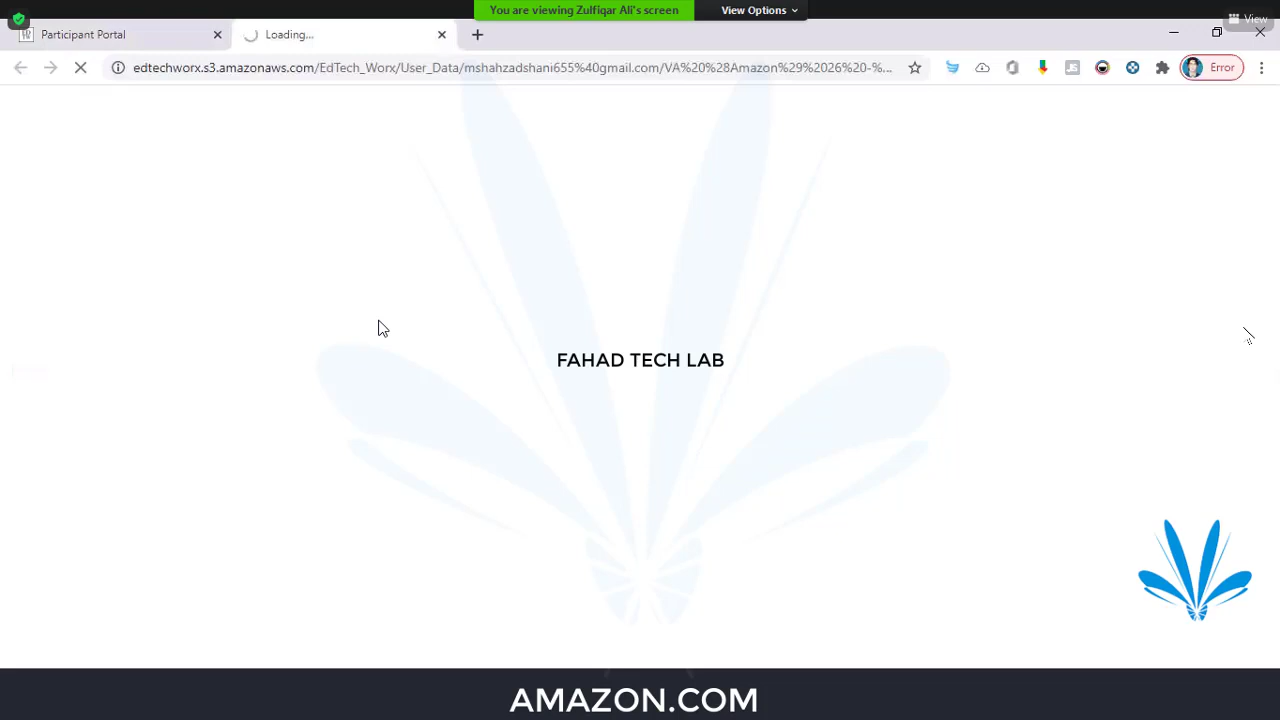 You are viewing Zulfiqar Ali's screen
View Options
View
Participant Portal
Loading...
edtechworx.s3.amazonaws.com/EdTech_Worx/User_Data/mshahzadshani655%40gmail.com/VA%20%28Amazon%29%2026%20-%...
Error
FAHAD TECH LAB
AMAZON.COM